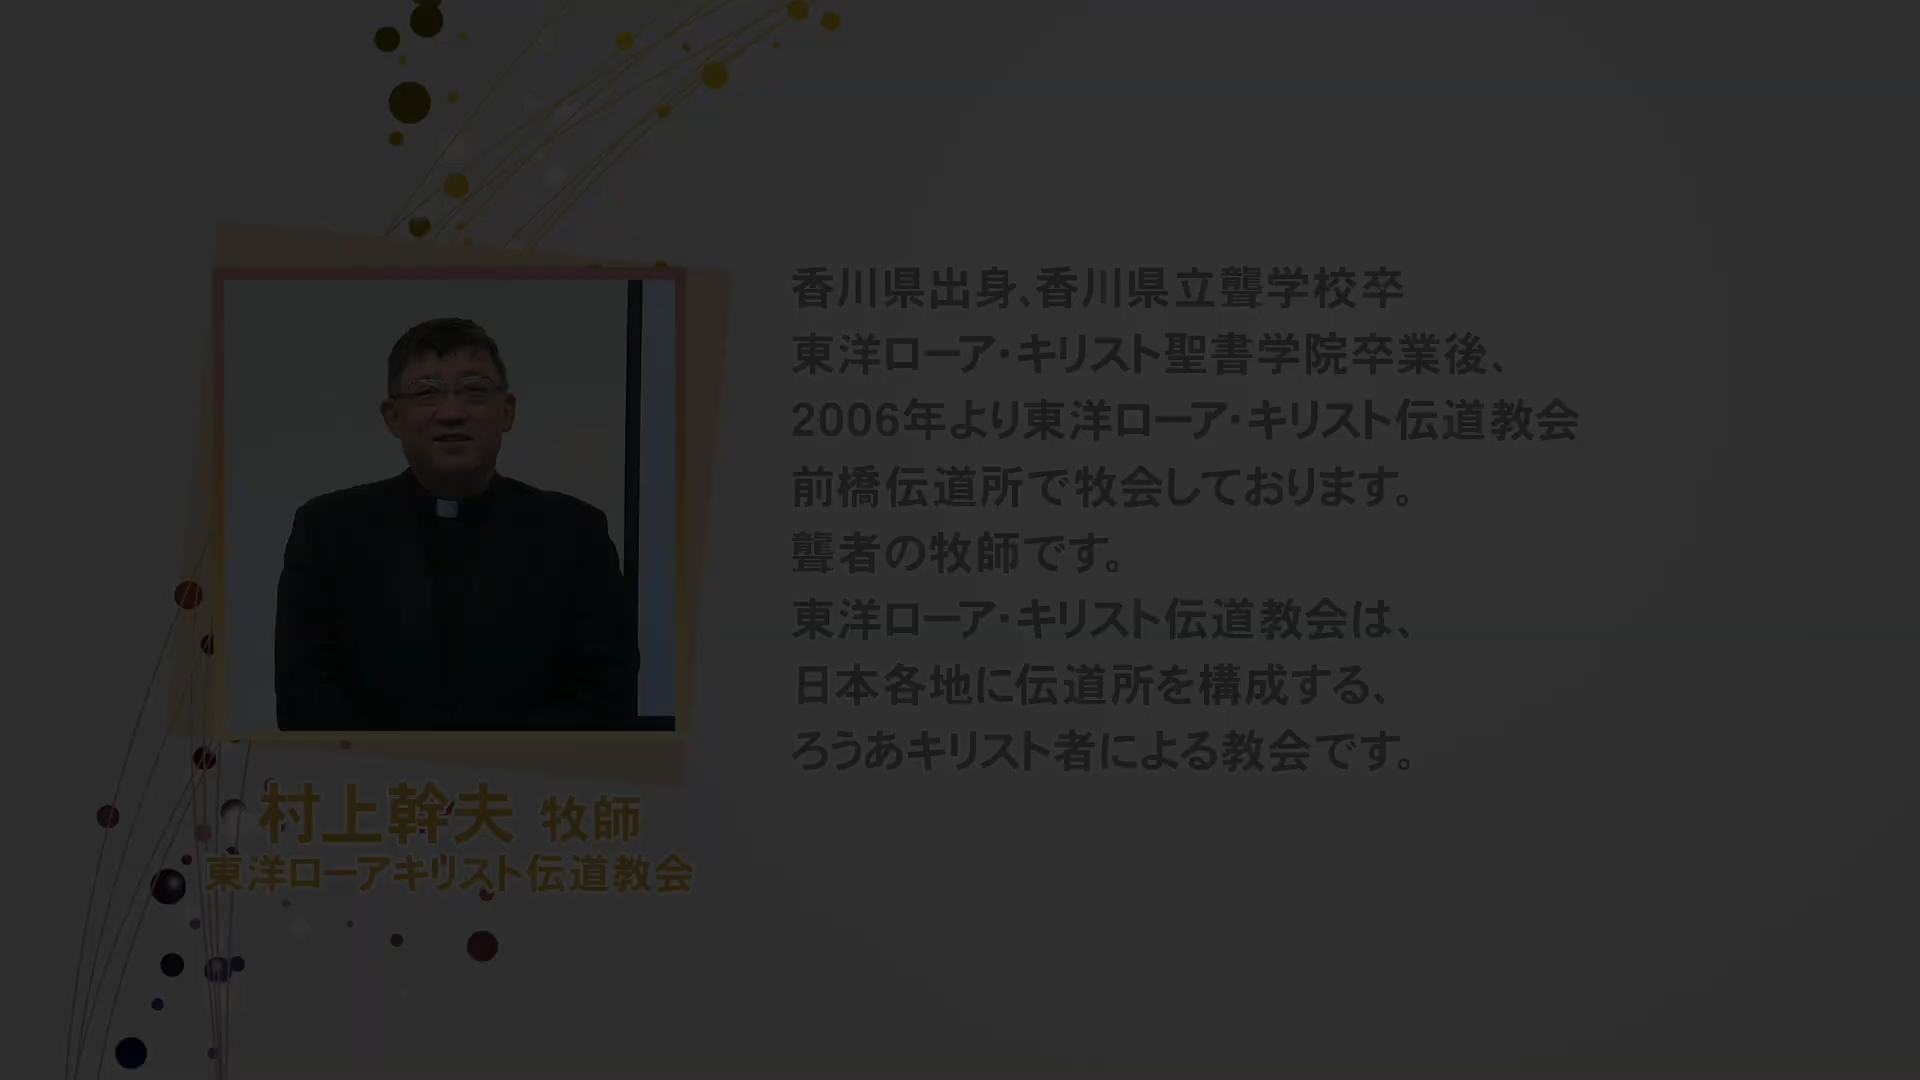 香川県出身、香川県立聾学校卒
東洋ローア・キリスト聖書学院卒業後、
2006年より東洋ローア・キリスト伝道教会
前橋伝道所で牧会しております。
聾者の牧師です。
東洋ローア・キリスト伝道教会は、
日本各地に伝道所を構成する、
ろうあキリスト者による教会です。
村上幹夫 牧師
東洋ローアキリスト伝道教会